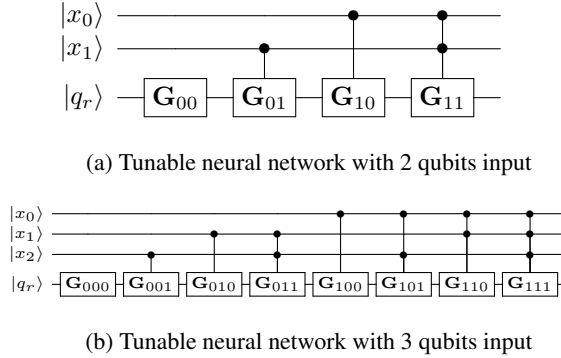 |x₀⟩
|x₁⟩
|q_r⟩ G₀₀ G₀₁ G₁₀ G₁₁
(a) Tunable neural network with 2 qubits input
|x₀⟩
|x₁⟩
|x₂⟩
|q_r⟩ G₀₀₀ G₀₀₁ G₀₁₀ G₀₁₁ G₁₀₀ G₁₀₁ G₁₁₀ G₁₁₁
(b) Tunable neural network with 3 qubits input